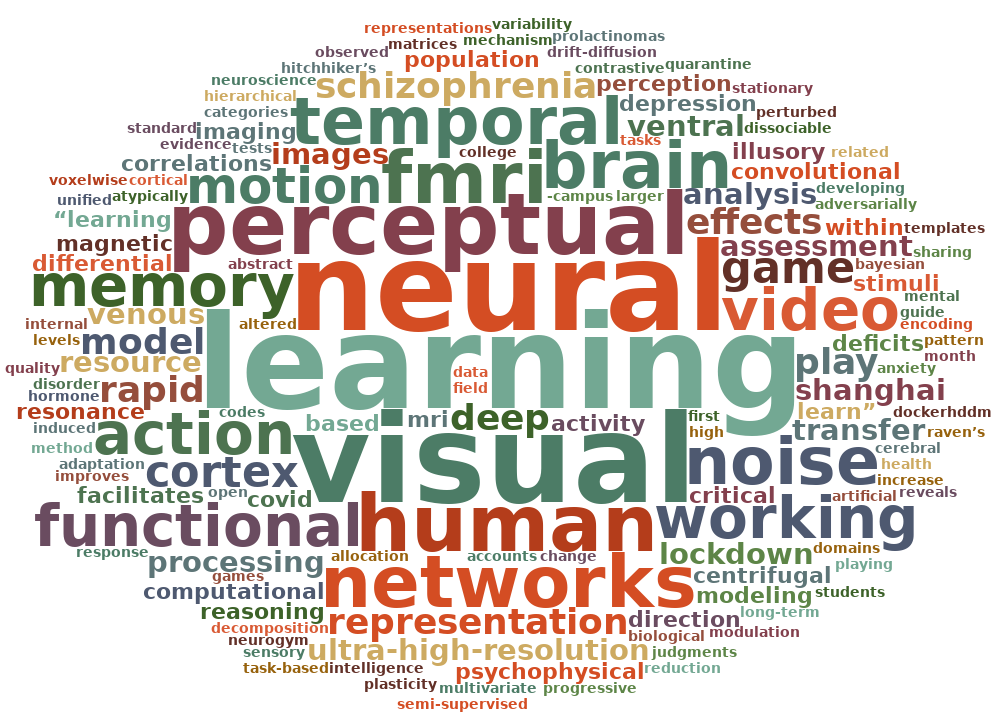 representations variability
matrices mechanism prolactinomas
observed population drift-diffusion
hitchhiker’s contrastive quarantine
neuroscience schizophrenia perception stationary
hierarchical depression
categories temporal perturbed
standard imaging ventral dissociable
evidence tests tasks
correlations images college brain illusory related
voxelwise cortical motion fmri convolutional
unified atypically -campus larger analysis developing
adversarially
“learning perceptual effects within templates
magnetic assessment sharing
differential abstract game bayesian
memory neural stimuli
video mental
venous guide
internal altered encoding
levels model learning deficits pattern
quality resource play month
data anxiety
disorder rapid field
hormone shanghai
resonance codes learn” dockerhddm
induced action based mri deep activity first transfer raven’s
high
method visual cerebral
adaptation cortex noise health
improves increase
facilitates open covid critical artificial reveals
functional human working
response allocation accounts change lockdown domains
processing playing
games networks centrifugal
computational modeling students
reasoning representation direction long-term
decomposition biological modulation
neurogym
sensory ultra-high-resolution judgments
task-based intelligence psychophysical reduction
plasticity multivariate progressive
semi-supervised